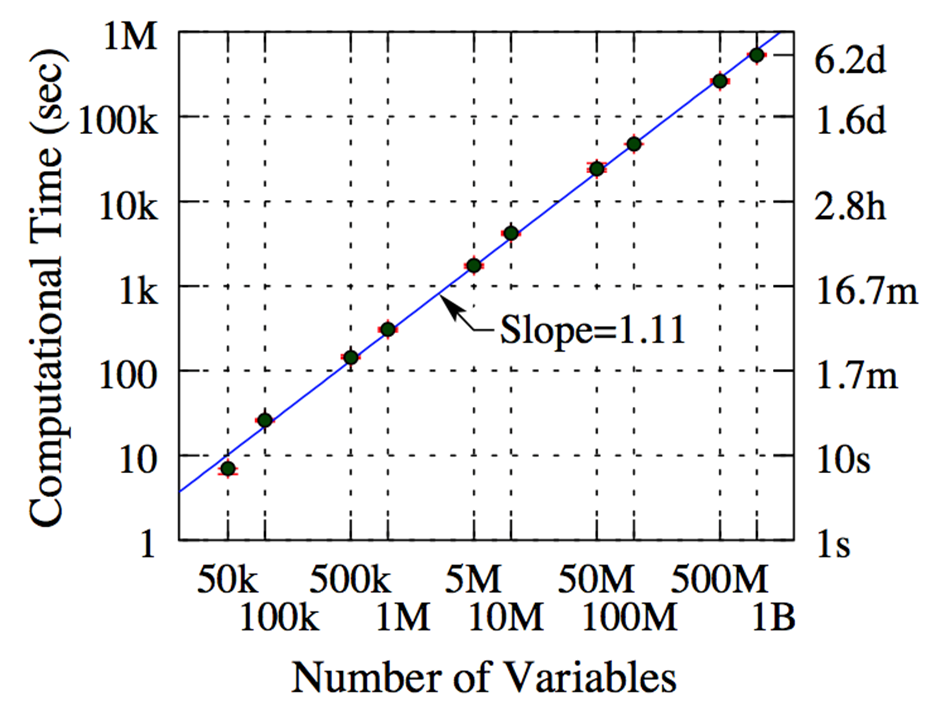 Computational Time (sec)
1M
100k
10k
1k
100
10
1
6.2d
1.6d
2.8h
16.7m
1.7m
10s
1s
Slope=1.11
50k 500k 5M 50M 500M
100k 1M 10M 100M 1B
Number of Variables